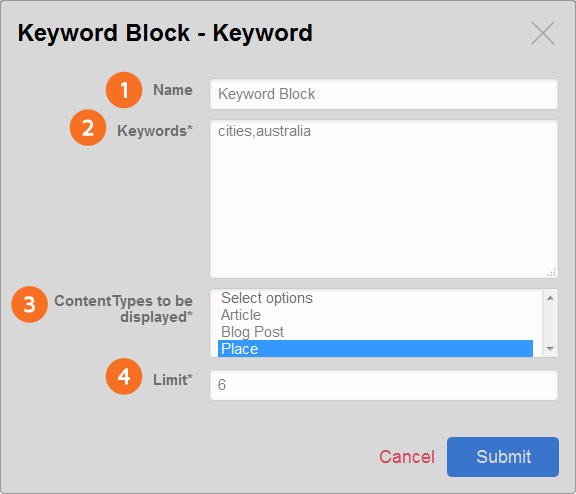 Keyword Block - Keyword
1 Name Keyword Block
2 Keywords* cities,australia
3 ContentTypes to be
displayed*
Select options
Article
Blog Post
Place
4 Limit* 6
Cancel Submit